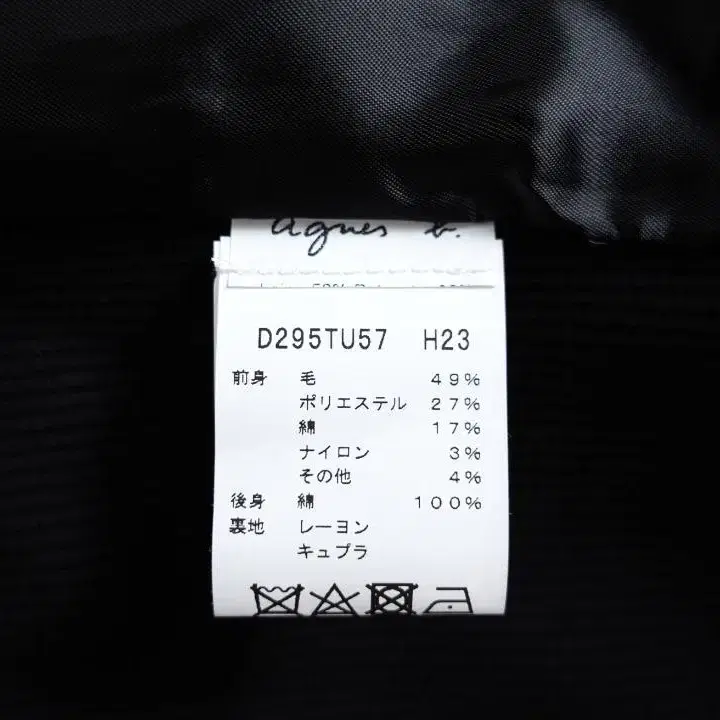 agnès b.
D295TU57 H23
前身 毛 49%
ポリエステル 27%
綿 17%
ナイロン 3%
その他 4%
後身 綿 100%
裏地 レーヨン
キュプラ